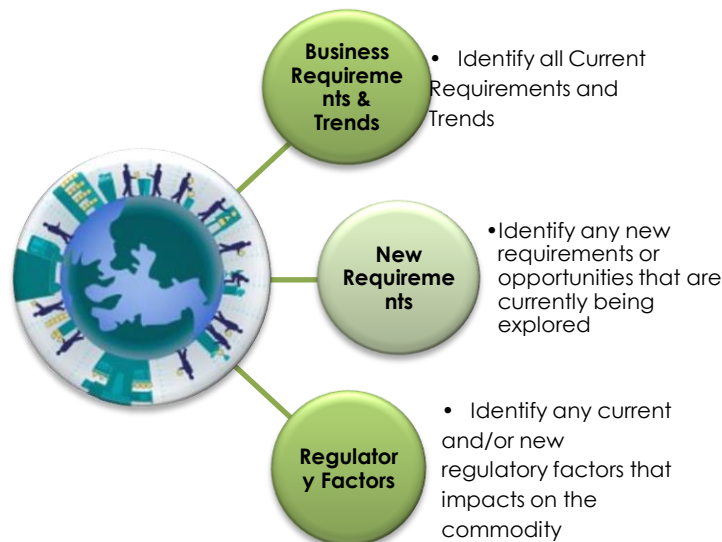 Business
Requireme
nts &
Trends
• Identify all Current
Requirements and
Trends
New
Requireme
nts
•Identify any new
requirements or
opportunities that are
currently being
explored
Regulator
y Factors
• Identify any current
and/or new
regulatory factors that
impacts on the
commodity